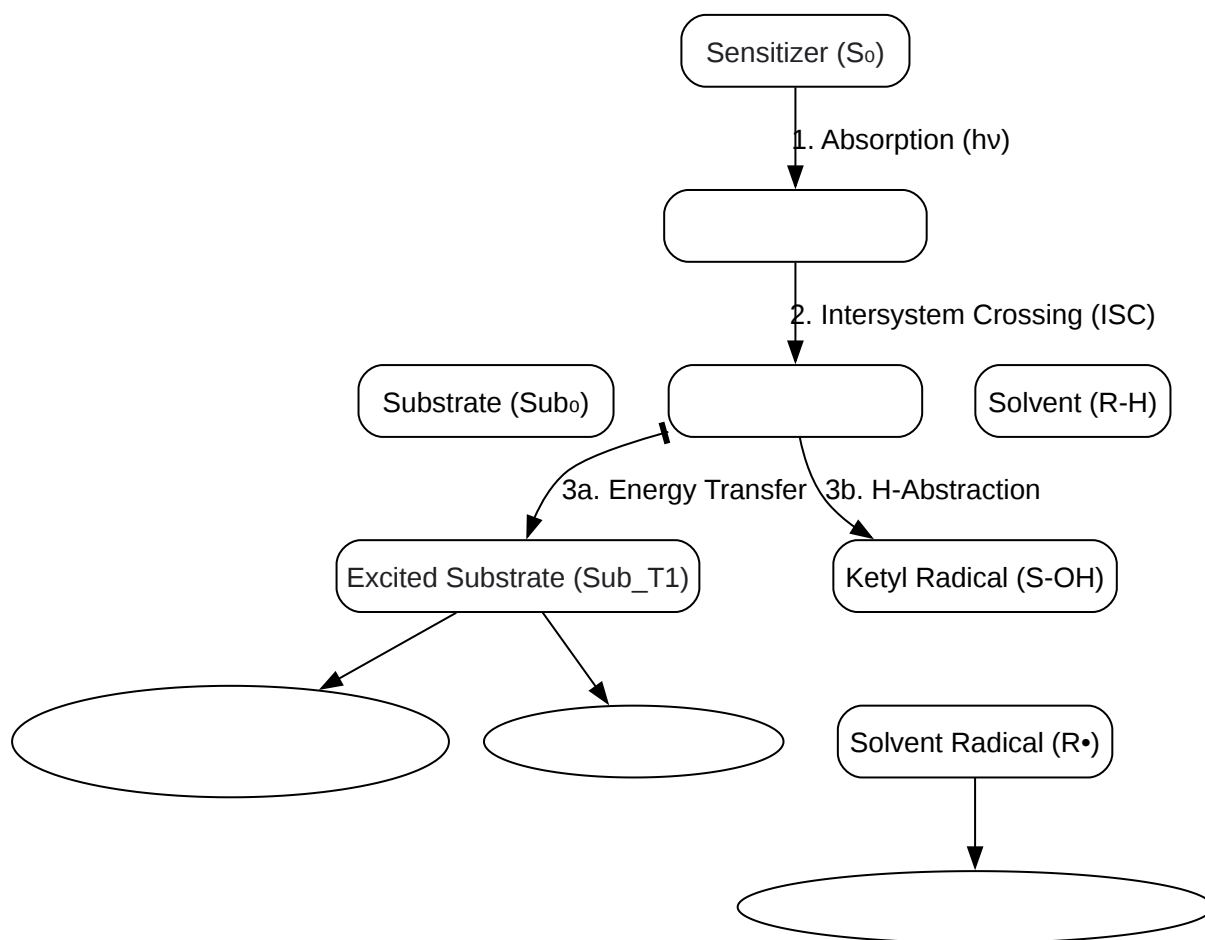 Sensitizer (S₀)
1. Absorption (hν)
2. Intersystem Crossing (ISC)
Substrate (Sub₀)
Solvent (R-H)
3a. Energy Transfer
3b. H-Abstraction
Excited Substrate (Sub_T1)
Ketyl Radical (S-OH)
Solvent Radical (R•)